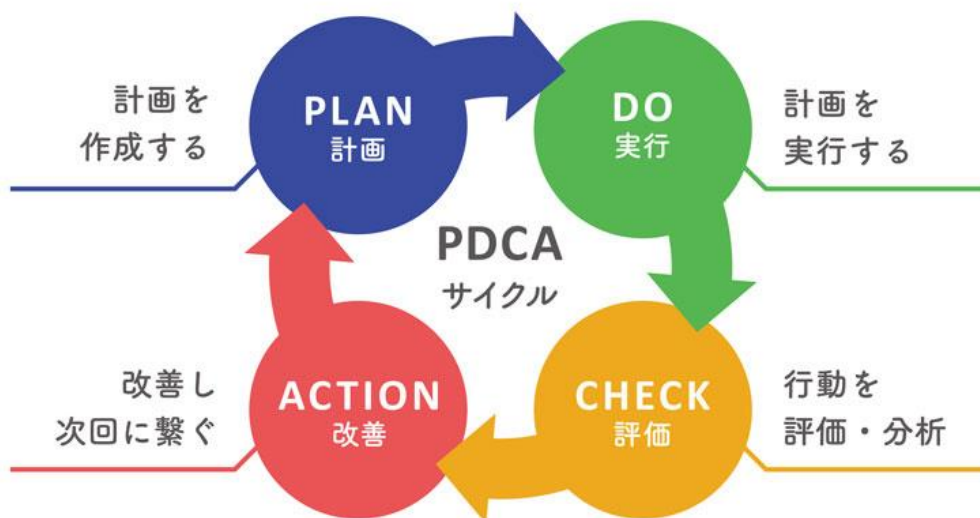 計画を
作成する
PLAN
計画
DO
実行
計画を
実行する
PDCA
サイクル
改善し
次回に繋ぐ
ACTION
改善
CHECK
評価
行動を
評価・分析